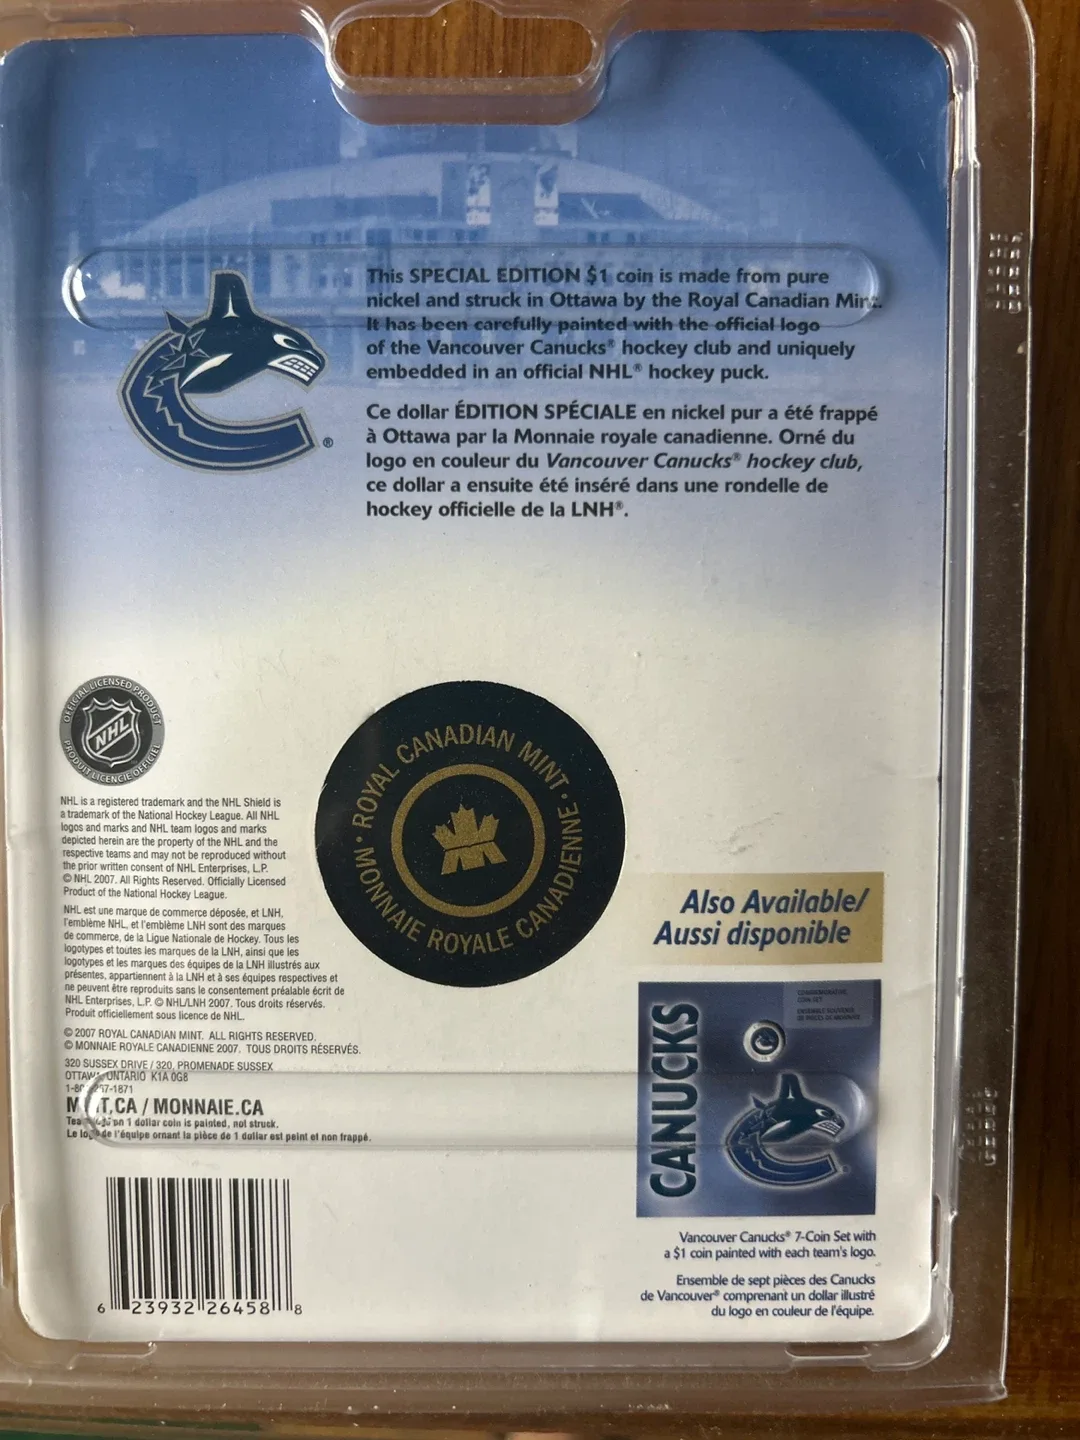 This SPECIAL EDITION $1 coin is made from pure
nickel and struck in Ottawa by the Royal Canadian Mint.
It has been carefully painted with the official logo
of the Vancouver Canucks® hockey club and uniquely
embedded in an official NHL® hockey puck.
Ce dollar ÉDITION SPÉCIALE en nickel pur a été frappé
à Ottawa par la Monnaie royale canadienne. Orné du
logo en couleur du Vancouver Canucks® hockey club,
ce dollar a ensuite été inséré dans une rondelle de
hockey officielle de la LNH®.
®
OFFICIAL LICENSED PRODUCT
NHL
PRODUIT LICENCIÉ OFFICIEL
NHL is a registered trademark and the NHL Shield is
a trademark of the National Hockey League. All NHL
logos and marks and NHL team logos and marks
depicted herein are the property of the NHL and the
respective teams and may not be reproduced without
the prior written consent of NHL Enterprises, L.P.
© NHL 2007. All Rights Reserved. Officially Licensed
Product of the National Hockey League.
NHL est une marque de commerce déposée, et LNH,
l'emblème NHL, et l'emblème LNH sont des marques
de commerce, de la Ligue Nationale de Hockey. Tous les
logotypes et toutes les marques de la LNH, ainsi que les
logotypes et les marques des équipes de la LNH illustrés aux
présentes, appartiennent à la LNH et à ses équipes respectives et
ne peuvent être reproduits sans le consentement préalable écrit de
NHL Enterprises, L.P. © NHL/LNH 2007. Tous droits réservés.
Produit officiellement sous licence de NHL.
© 2007 ROYAL CANADIAN MINT. ALL RIGHTS RESERVED.
© MONNAIE ROYALE CANADIENNE 2007. TOUS DROITS RÉSERVÉS.
320 SUSSEX DRIVE / 320, PROMENADE SUSSEX
OTTAWA, ONTARIO K1A 0G8
1871
MINT.CA / MONNAIE.CA
Team logo on 1 dollar coin is painted, not struck.
Le logo de l'équipe ornant la pièce de 1 dollar est peint et non frappé.
6 23932 26458 8
ROYAL CANADIAN MINT
MONNAIE ROYALE CANADIENNE
Also Available/
Aussi disponible
CANUCKS
COMMEMORATIVE
COIN SET
ENSEMBLE SOUVENIR
DE PIÈCES DE MONNAIE
Vancouver Canucks® 7-Coin Set with
a $1 coin painted with each team's logo.
Ensemble de sept pièces des Canucks
de Vancouver® comprenant un dollar illustré
du logo en couleur de l'équipe.